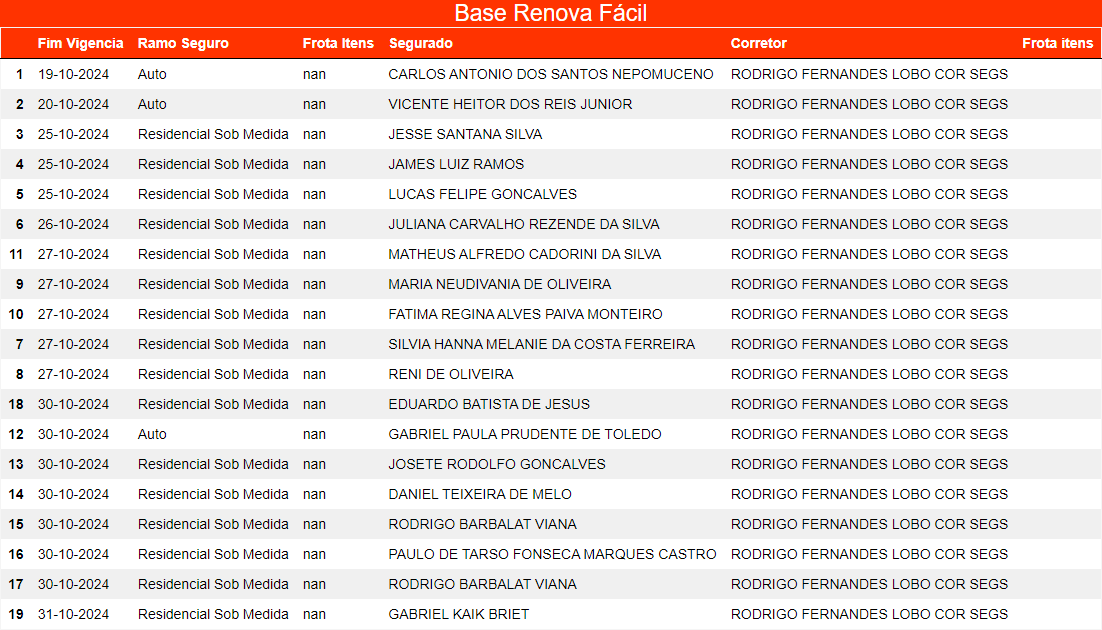 Base Renova Fácil
Fim Vigencia Ramo Seguro Frota Itens Segurado Corretor Frota itens
1 19-10-2024 Auto nan CARLOS ANTONIO DOS SANTOS NEPOMUCENO RODRIGO FERNANDES LOBO COR SEGS
2 20-10-2024 Auto nan VICENTE HEITOR DOS REIS JUNIOR RODRIGO FERNANDES LOBO COR SEGS
3 25-10-2024 Residencial Sob Medida nan JESSE SANTANA SILVA RODRIGO FERNANDES LOBO COR SEGS
4 25-10-2024 Residencial Sob Medida nan JAMES LUIZ RAMOS RODRIGO FERNANDES LOBO COR SEGS
5 25-10-2024 Residencial Sob Medida nan LUCAS FELIPE GONCALVES RODRIGO FERNANDES LOBO COR SEGS
6 26-10-2024 Residencial Sob Medida nan JULIANA CARVALHO REZENDE DA SILVA RODRIGO FERNANDES LOBO COR SEGS
11 27-10-2024 Residencial Sob Medida nan MATHEUS ALFREDO CADORINI DA SILVA RODRIGO FERNANDES LOBO COR SEGS
9 27-10-2024 Residencial Sob Medida nan MARIA NEUDIVANIA DE OLIVEIRA RODRIGO FERNANDES LOBO COR SEGS
10 27-10-2024 Residencial Sob Medida nan FATIMA REGINA ALVES PAIVA MONTEIRO RODRIGO FERNANDES LOBO COR SEGS
7 27-10-2024 Residencial Sob Medida nan SILVIA HANNA MELANIE DA COSTA FERREIRA RODRIGO FERNANDES LOBO COR SEGS
8 27-10-2024 Residencial Sob Medida nan RENI DE OLIVEIRA RODRIGO FERNANDES LOBO COR SEGS
18 30-10-2024 Residencial Sob Medida nan EDUARDO BATISTA DE JESUS RODRIGO FERNANDES LOBO COR SEGS
12 30-10-2024 Auto nan GABRIEL PAULA PRUDENTE DE TOLEDO RODRIGO FERNANDES LOBO COR SEGS
13 30-10-2024 Residencial Sob Medida nan JOSETE RODOLFO GONCALVES RODRIGO FERNANDES LOBO COR SEGS
14 30-10-2024 Residencial Sob Medida nan DANIEL TEIXEIRA DE MELO RODRIGO FERNANDES LOBO COR SEGS
15 30-10-2024 Residencial Sob Medida nan RODRIGO BARBALAT VIANA RODRIGO FERNANDES LOBO COR SEGS
16 30-10-2024 Residencial Sob Medida nan PAULO DE TARSO FONSECA MARQUES CASTRO RODRIGO FERNANDES LOBO COR SEGS
17 30-10-2024 Residencial Sob Medida nan RODRIGO BARBALAT VIANA RODRIGO FERNANDES LOBO COR SEGS
19 31-10-2024 Residencial Sob Medida nan GABRIEL KAIK BRIET RODRIGO FERNANDES LOBO COR SEGS